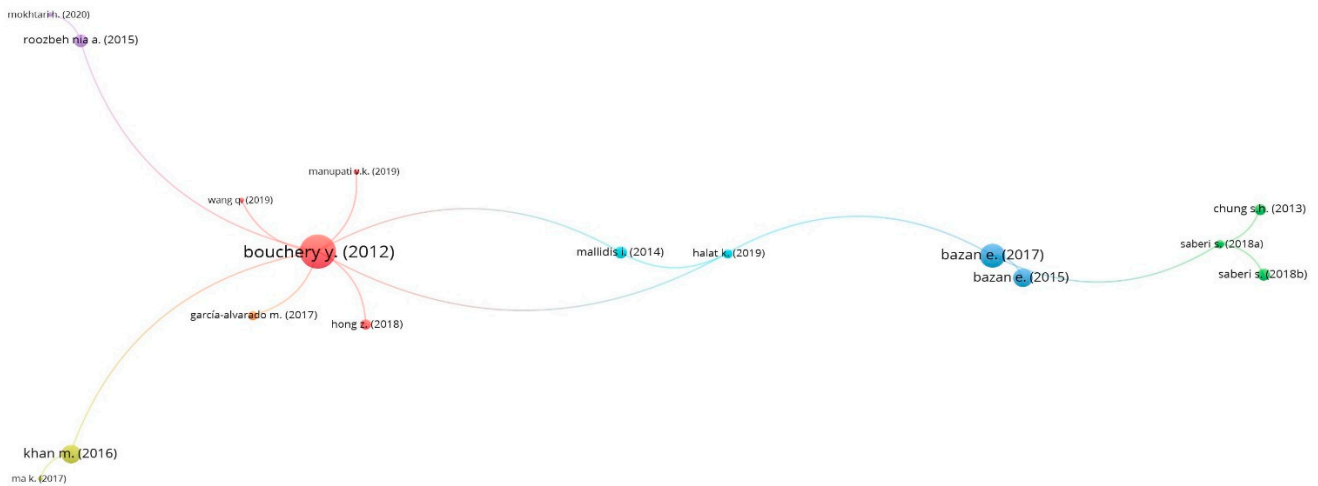 mokhtari h. (2020)
roozbeh nia a. (2015)
manupati v.k. (2019)
wang q. (2019)
chung s.h. (2013)
bouchery y. (2012)
mallidis i. (2014)
halat k. (2019)
bazan e. (2017)
saberi s. (2018a)
bazan e. (2015)
saberi s. (2018b)
garcía-alvarado m. (2017)
hong z. (2018)
khan m. (2016)
ma k. (2017)